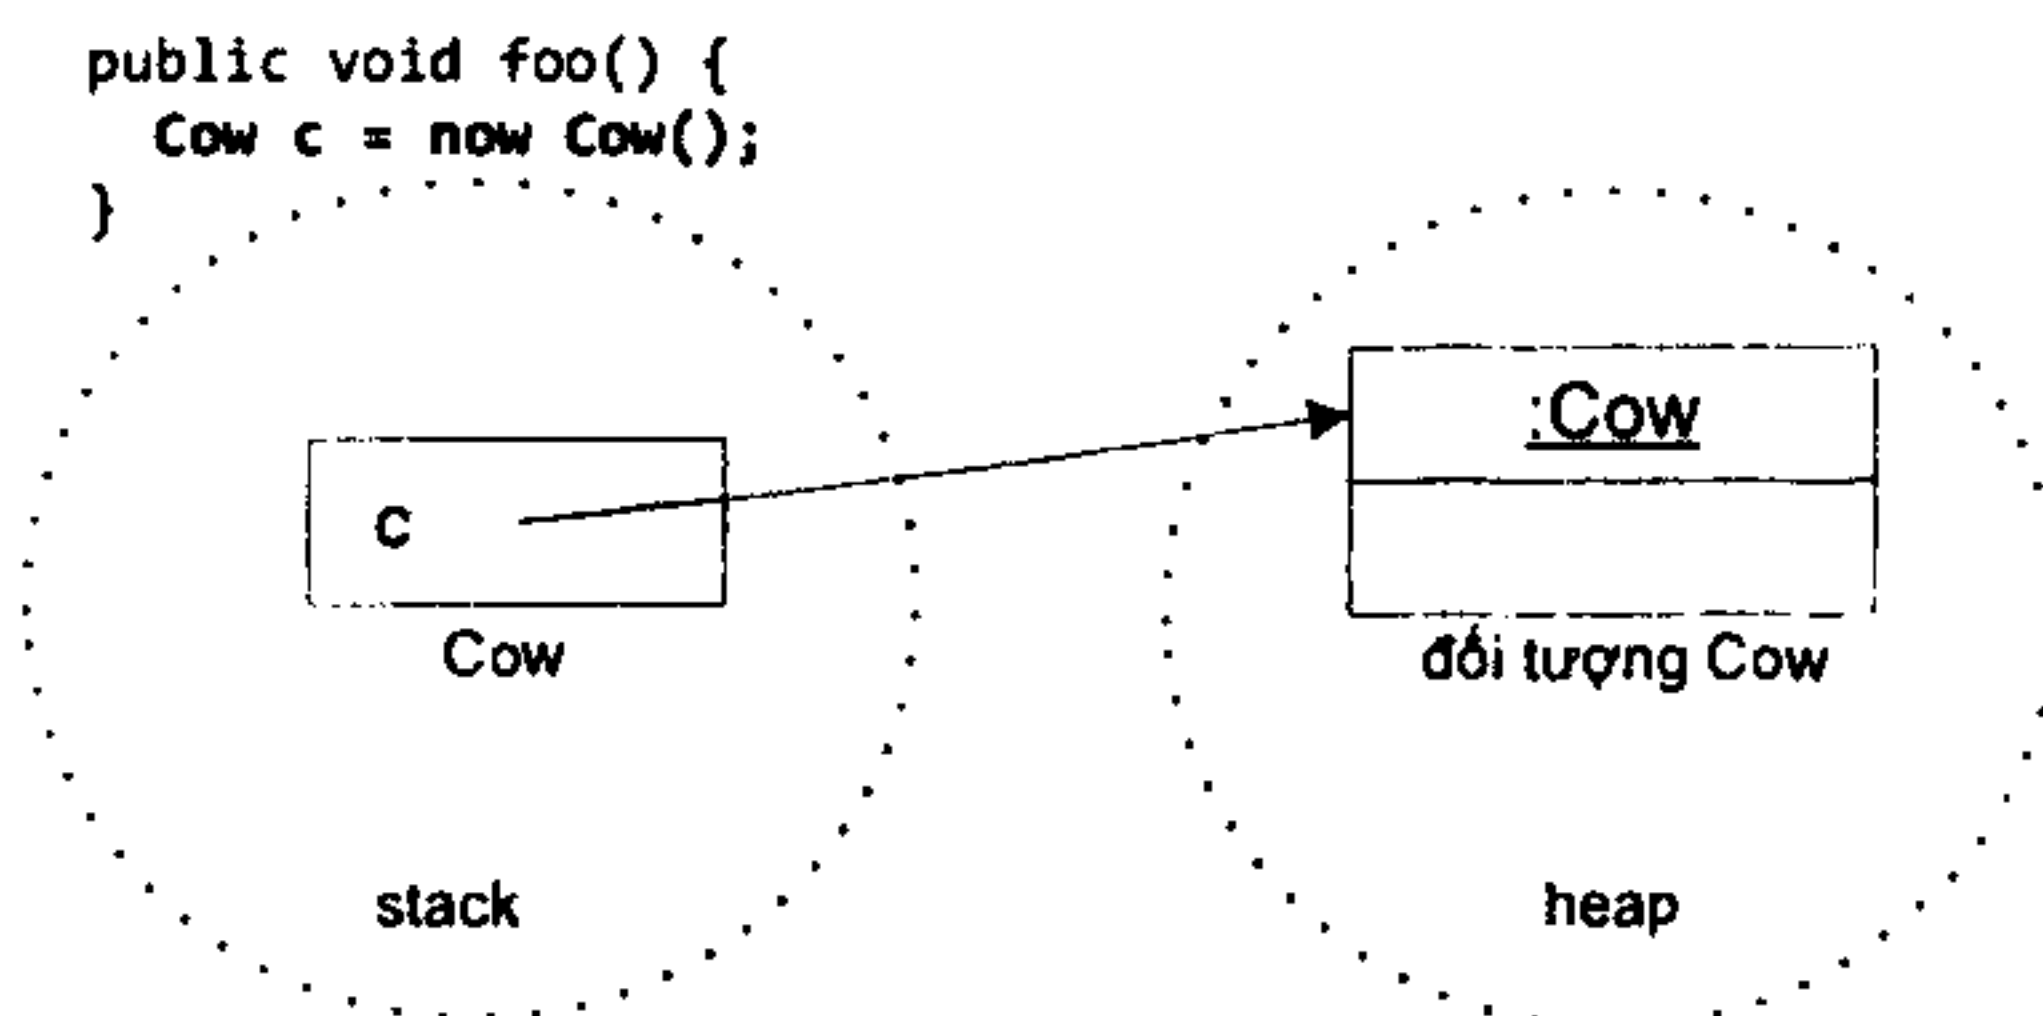 public void foo() {
Cow c = now Cow();
}
:Cow
c
Cow
đối tượng Cow
stack
heap